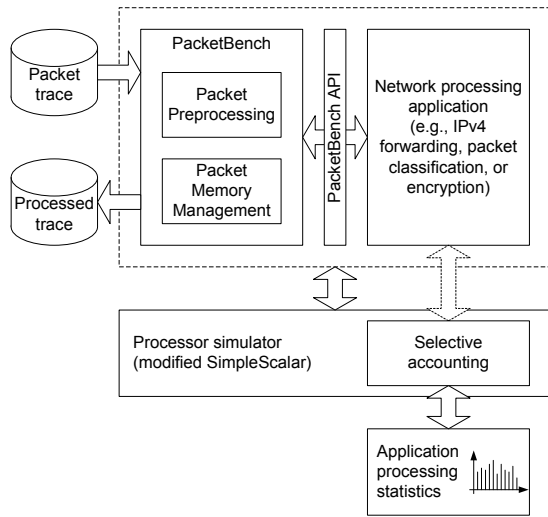 Packet
trace
Processed
trace
PacketBench
Packet
Preprocessing
Packet
Memory
Management
PacketBench API
Network processing
application
(e.g., IPv4
forwarding, packet
classification, or
encryption)
Processor simulator
(modified SimpleScalar)
Selective
accounting
Application
processing
statistics